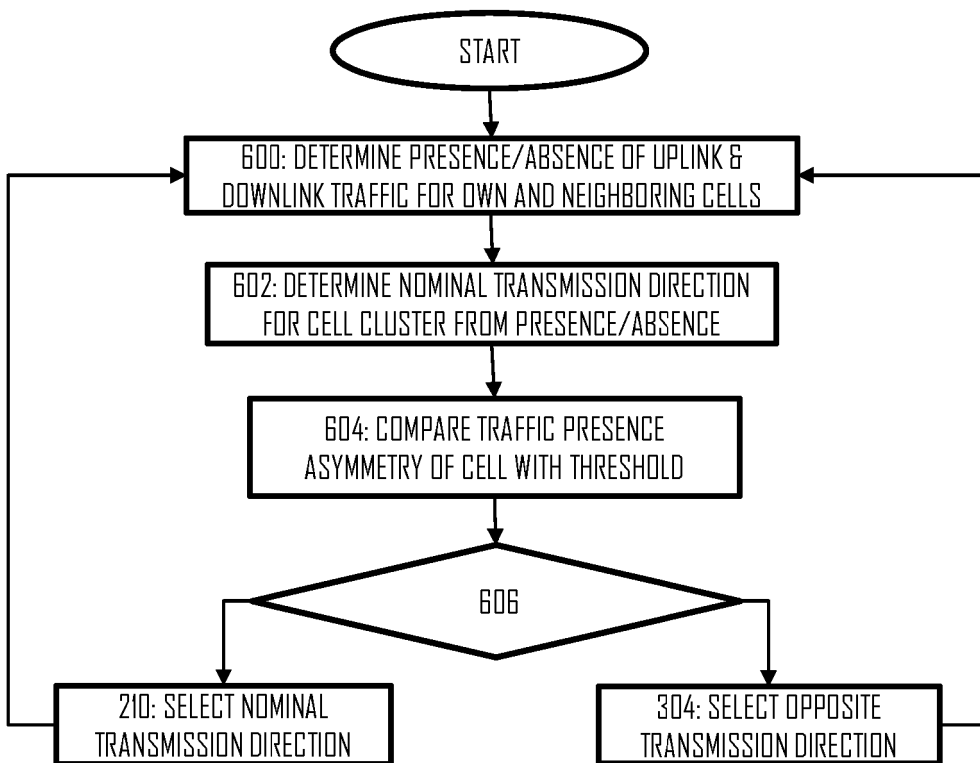 START
600: DETERMINE PRESENCE/ABSENCE OF UPLINK &
DOWNLINK TRAFFIC FOR OWN AND NEIGHBORING CELLS
602: DETERMINE NOMINAL TRANSMISSION DIRECTION
FOR CELL CLUSTER FROM PRESENCE/ABSENCE
604: COMPARE TRAFFIC PRESENCE
ASYMMETRY OF CELL WITH THRESHOLD
606
210: SELECT NOMINAL
TRANSMISSION DIRECTION
304: SELECT OPPOSITE
TRANSMISSION DIRECTION